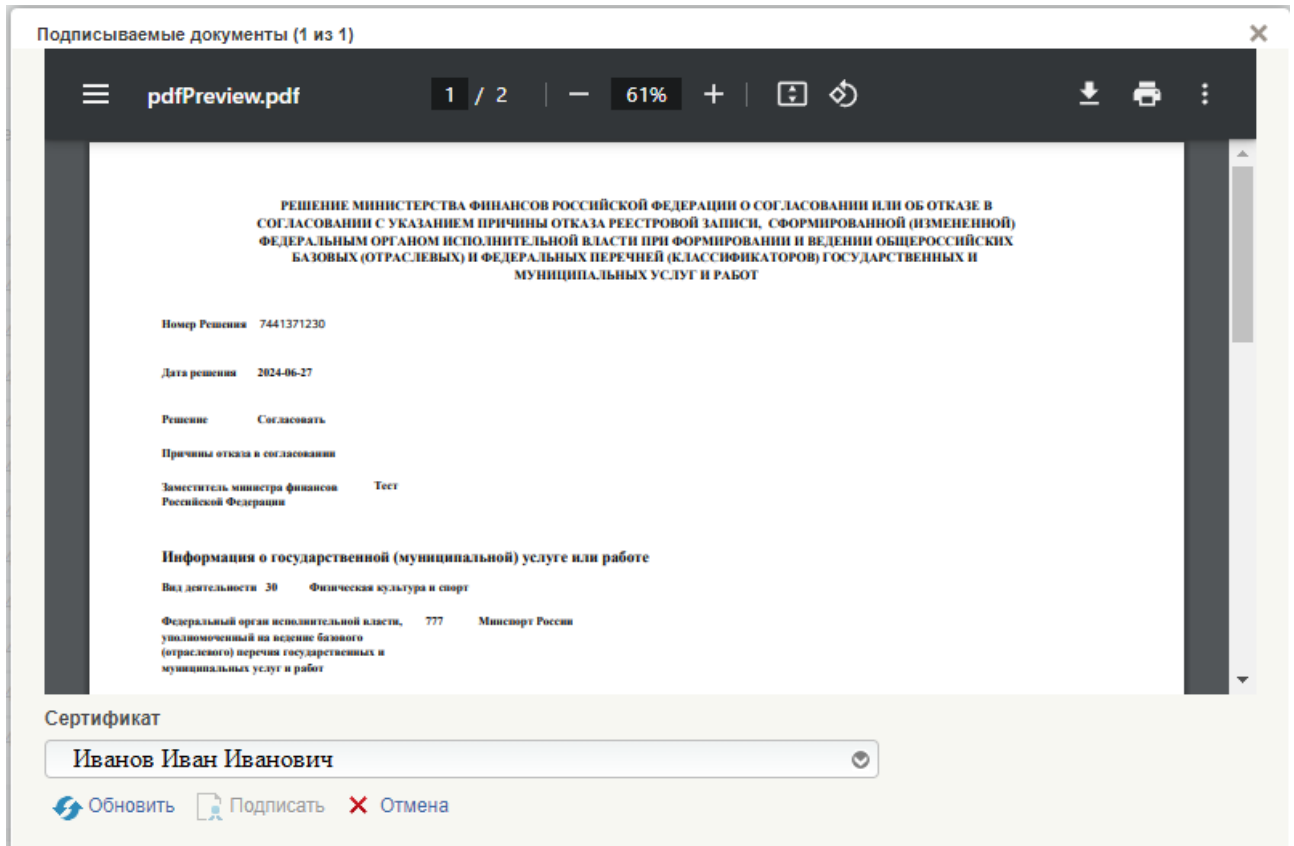 Подписываемые документы (1 из 1)
pdfPreview.pdf 1 / 2 61%
РЕШЕНИЕ МИНИСТЕРСТВА ФИНАНСОВ РОССИЙСКОЙ ФЕДЕРАЦИИ О СОГЛАСОВАНИИ ИЛИ ОБ ОТКАЗЕ В
СОГЛАСОВАНИИ С УКАЗАНИЕМ ПРИЧИНЫ ОТКАЗА РЕЕСТРОВОЙ ЗАПИСИ, СФОРМИРОВАННОЙ (ИЗМЕНЕННОЙ)
ФЕДЕРАЛЬНЫМ ОРГАНОМ ИСПОЛНИТЕЛЬНОЙ ВЛАСТИ ПРИ ФОРМИРОВАНИИ И ВЕДЕНИИ ОБЩЕРОССИЙСКИХ
БАЗОВЫХ (ОТРАСЛЕВЫХ) И ФЕДЕРАЛЬНЫХ ПЕРЕЧНЕЙ (КЛАССИФИКАТОРОВ) ГОСУДАРСТВЕННЫХ И
МУНИЦИПАЛЬНЫХ УСЛУГ И РАБОТ
Номер Решения 7441371230
Дата решения 2024-06-27
Решение Согласовать
Причины отказа в согласовании
Заместитель министра финансов Тест
Российской Федерации
Информация о государственной (муниципальной) услуге или работе
Вид деятельности 30 Физическая культура и спорт
Федеральный орган исполнительной власти, 777 Минспорт России
уполномоченный на ведение базового
(отраслевого) перечня государственных и
муниципальных услуг и работ
Сертификат
Иванов Иван Иванович
Обновить Подписать Отмена